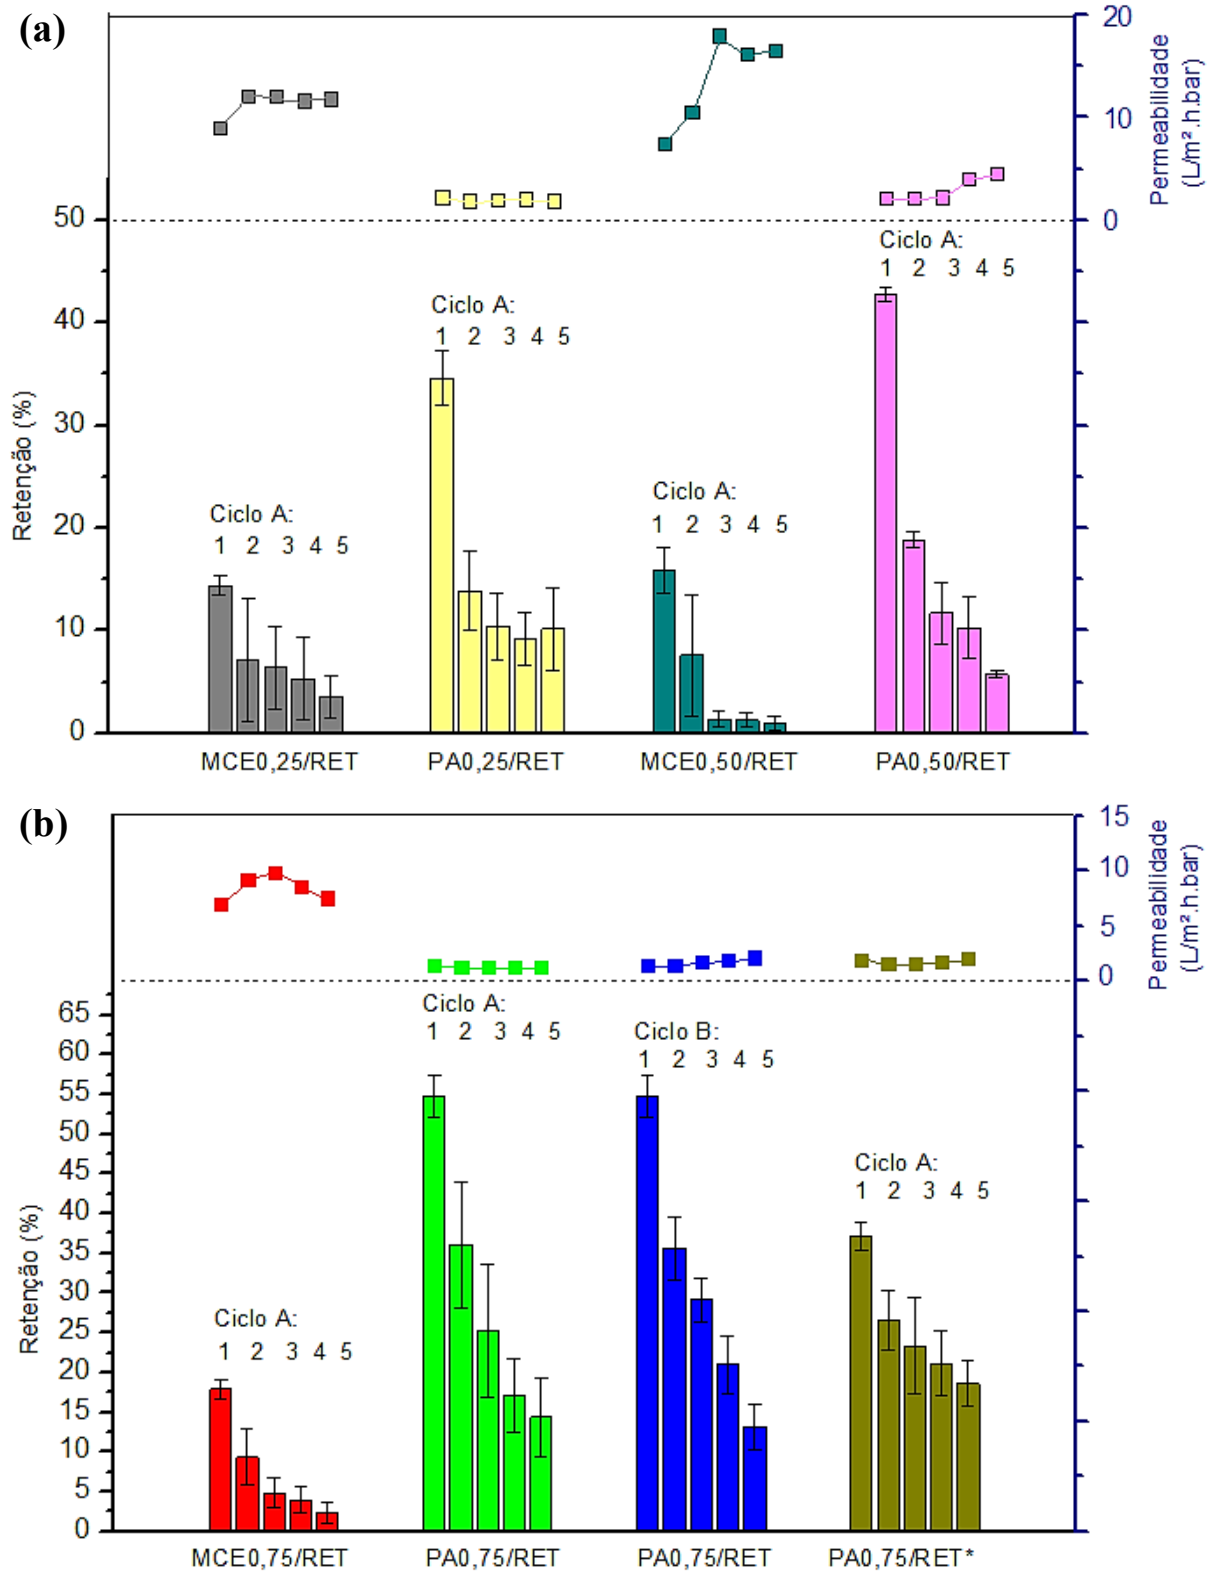 (a)
20
10
0
Permeabilidade
(L/m².h.bar)
50
40
30
20
10
0
Retenção (%)
Ciclo A:
1 2 3 4 5
Ciclo A:
1 2 3 4 5
Ciclo A:
1 2 3 4 5
Ciclo A:
1 2 3 4 5
MCE0,25/RET PA0,25/RET MCE0,50/RET PA0,50/RET
(b)
15
10
5
0
Permeabilidade
(L/m².h.bar)
65
60
55
50
45
40
35
30
25
20
15
10
5
0
Retenção (%)
Ciclo A:
1 2 3 4 5
Ciclo A:
1 2 3 4 5
Ciclo B:
1 2 3 4 5
Ciclo A:
1 2 3 4 5
MCE0,75/RET PA0,75/RET PA0,75/RET PA0,75/RET*